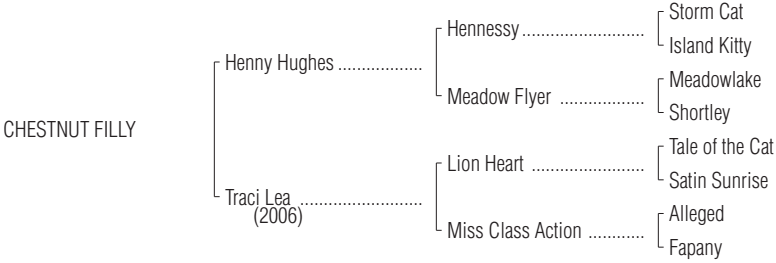 Storm Cat
Hennessy ............................
Island Kitty
Henny Hughes ..................
Meadowlake
Meadow Flyer ..................
Shortley
CHESTNUT FILLY
Tale of the Cat
Lion Heart ........................
Satin Sunrise
Traci Lea ..........................
(2006)
Alleged
Miss Class Action ............
Fapany